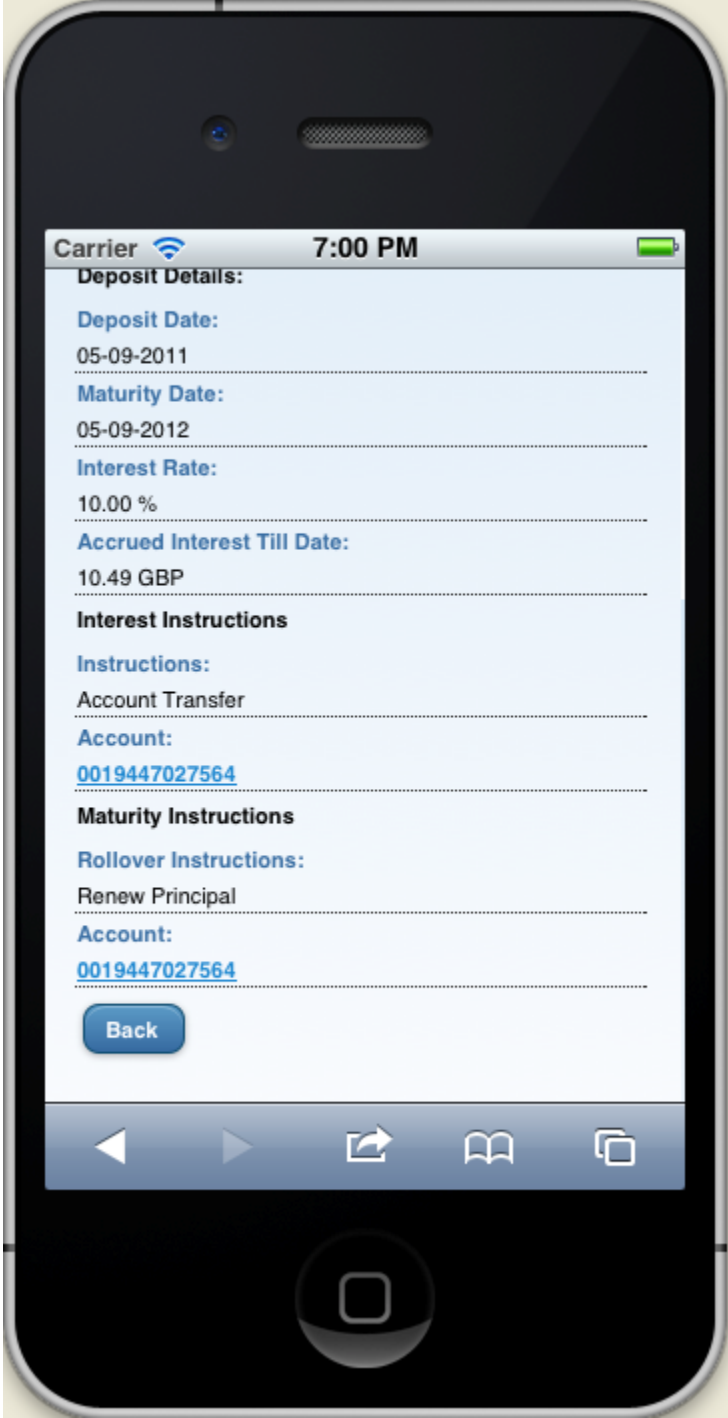 Carrier 7:00 PM
Deposit Details:
Deposit Date:
05-09-2011
Maturity Date:
05-09-2012
Interest Rate:
10.00 %
Accrued Interest Till Date:
10.49 GBP
Interest Instructions
Instructions:
Account Transfer
Account:
0019447027564
Maturity Instructions
Rollover Instructions:
Renew Principal
Account:
0019447027564
Back